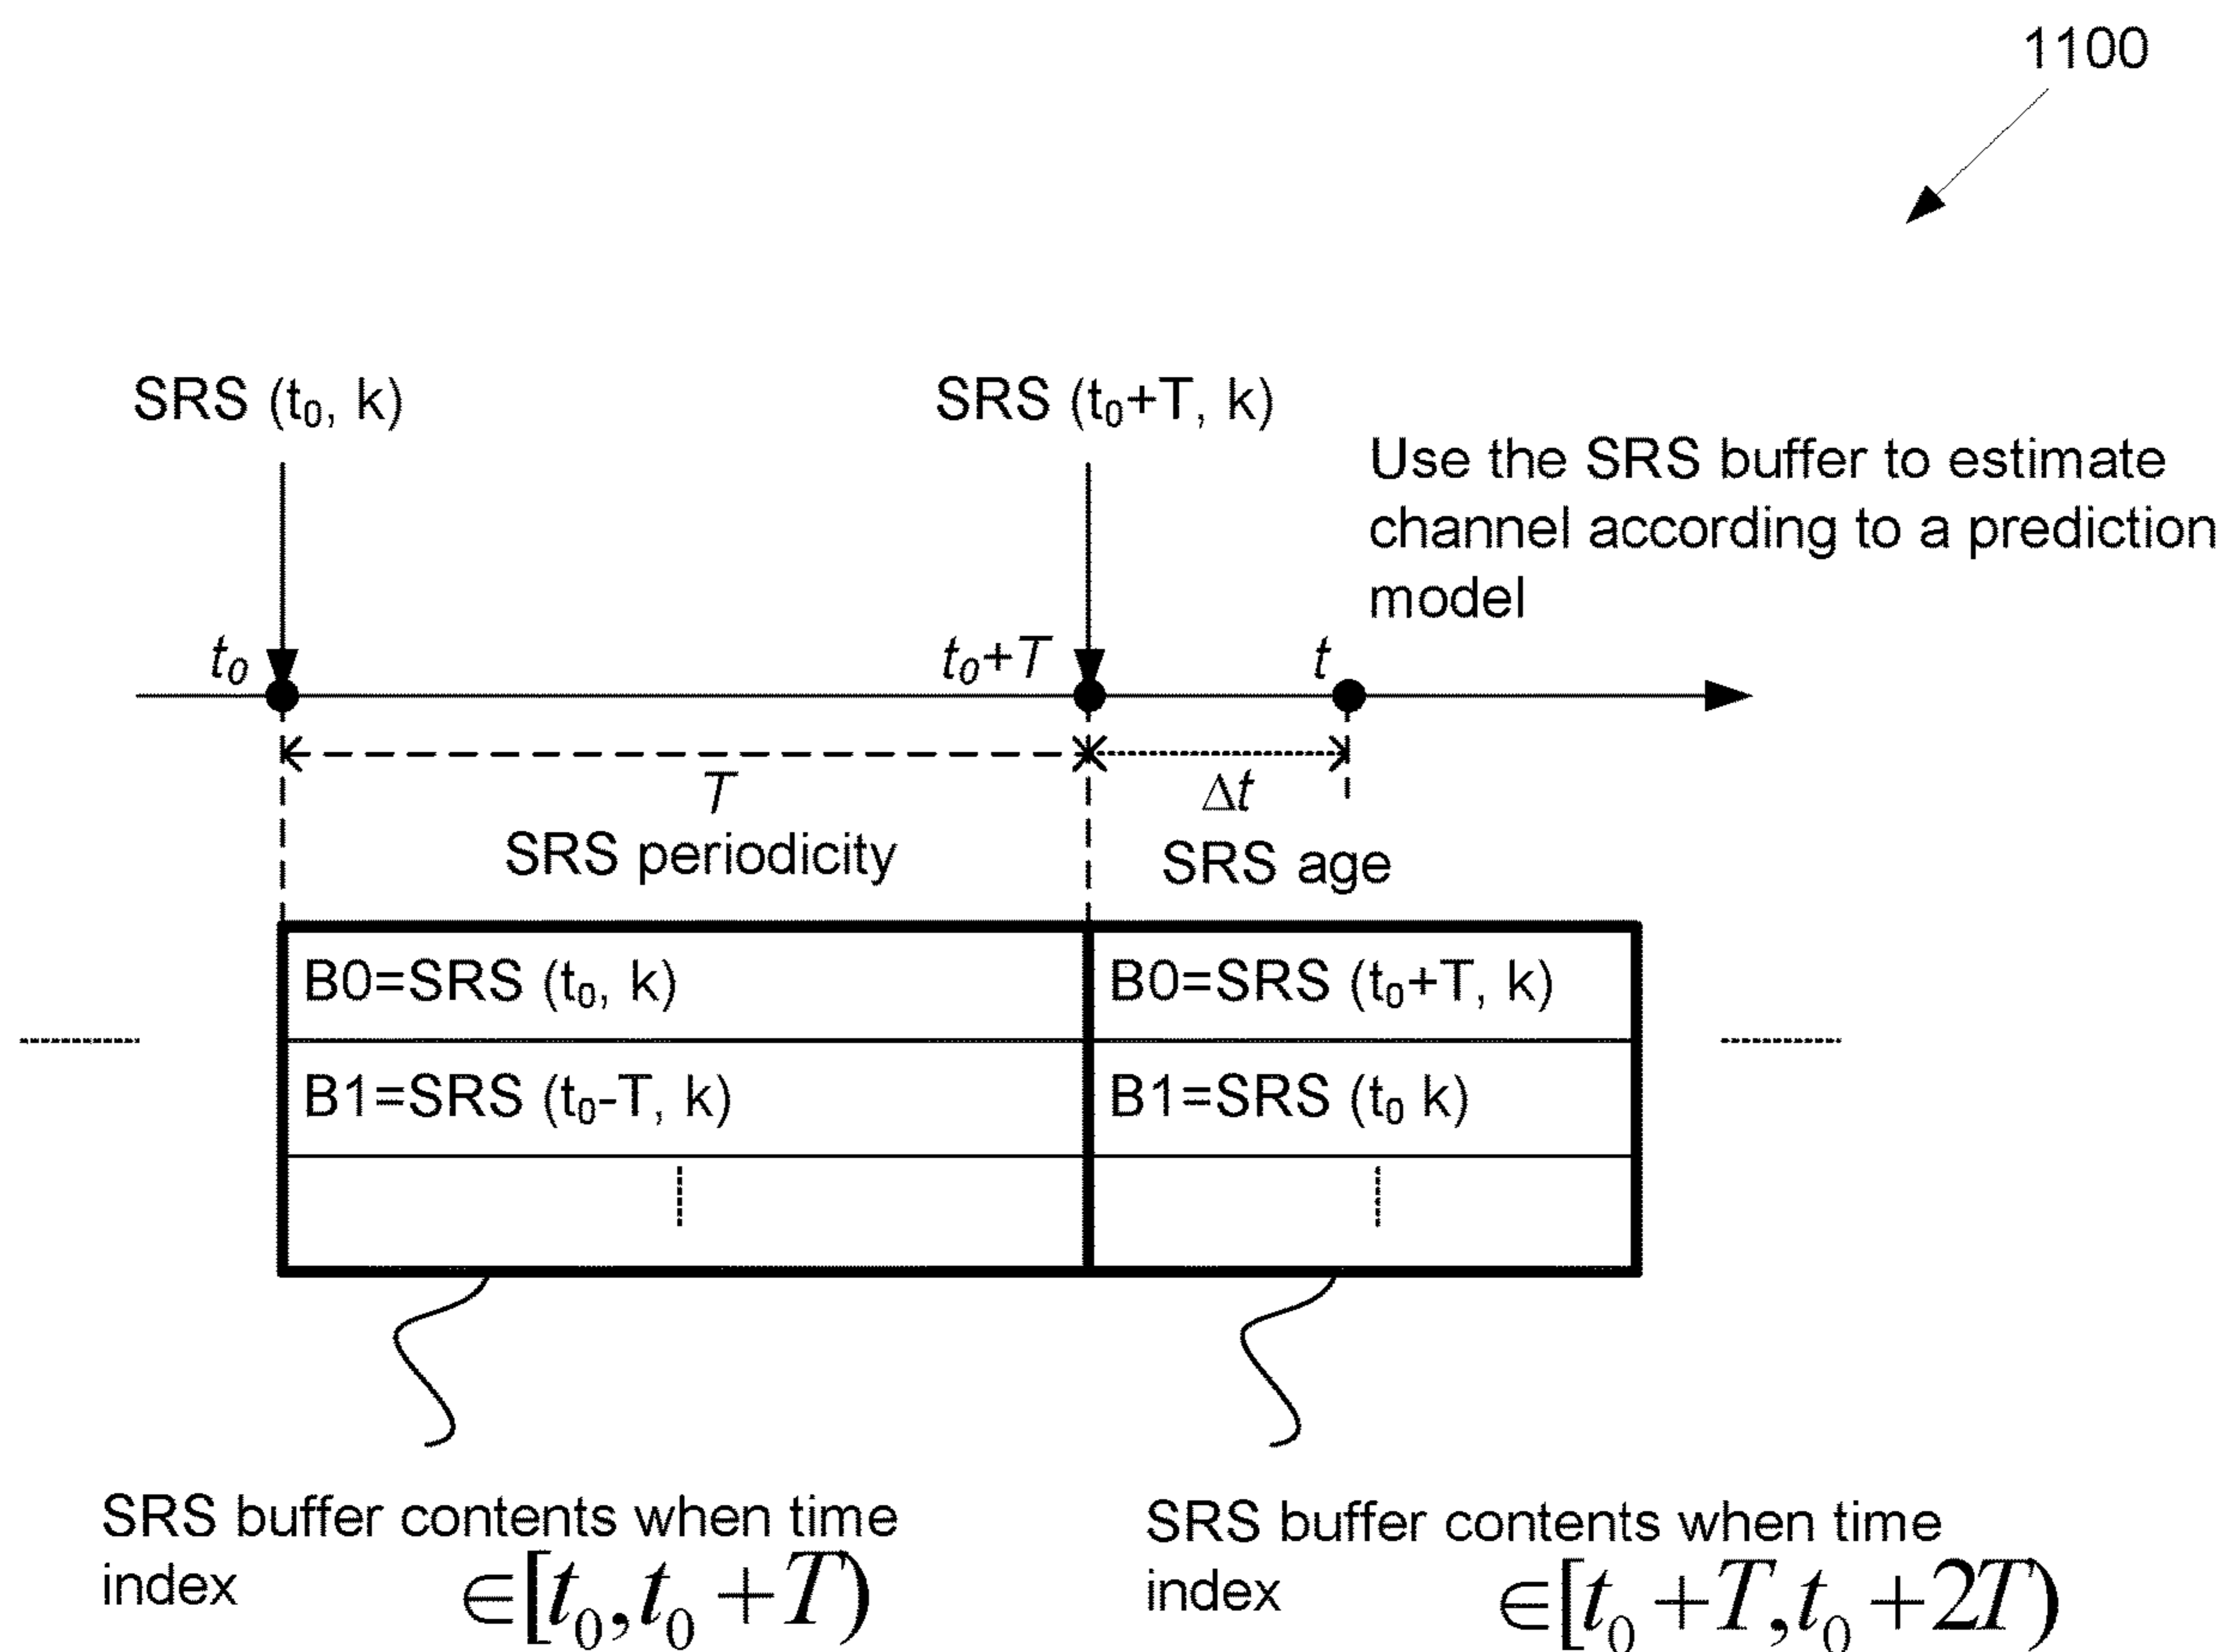 1100
SRS (t₀, k)
SRS (t₀+T, k)
Use the SRS buffer to estimate
channel according to a prediction
model
t₀
t₀+T
t
T
Δt
SRS periodicity
SRS age
B0=SRS (t₀, k)
B0=SRS (t₀+T, k)
B1=SRS (t₀-T, k)
B1=SRS (t₀ k)
SRS buffer contents when time
index ∈[t₀,t₀+T)
SRS buffer contents when time
index ∈[t₀+T,t₀+2T)